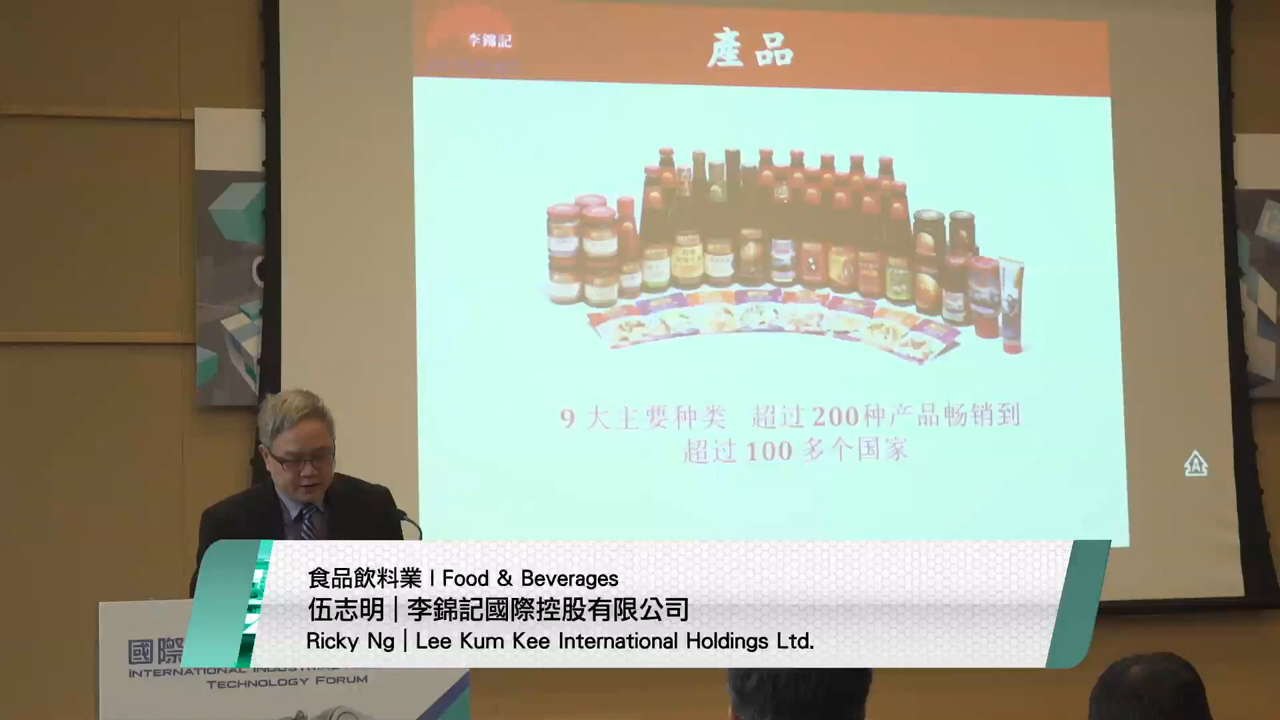 李錦記
產品
9 大主要种类 超过 200种产品畅销到
超过 100 多个国家
食品飲料業 | Food & Beverages
伍志明 | 李錦記國際控股有限公司
Ricky Ng | Lee Kum Kee International Holdings Ltd.
國際
INTERNATIONAL
TECHNOLOGY FORUM